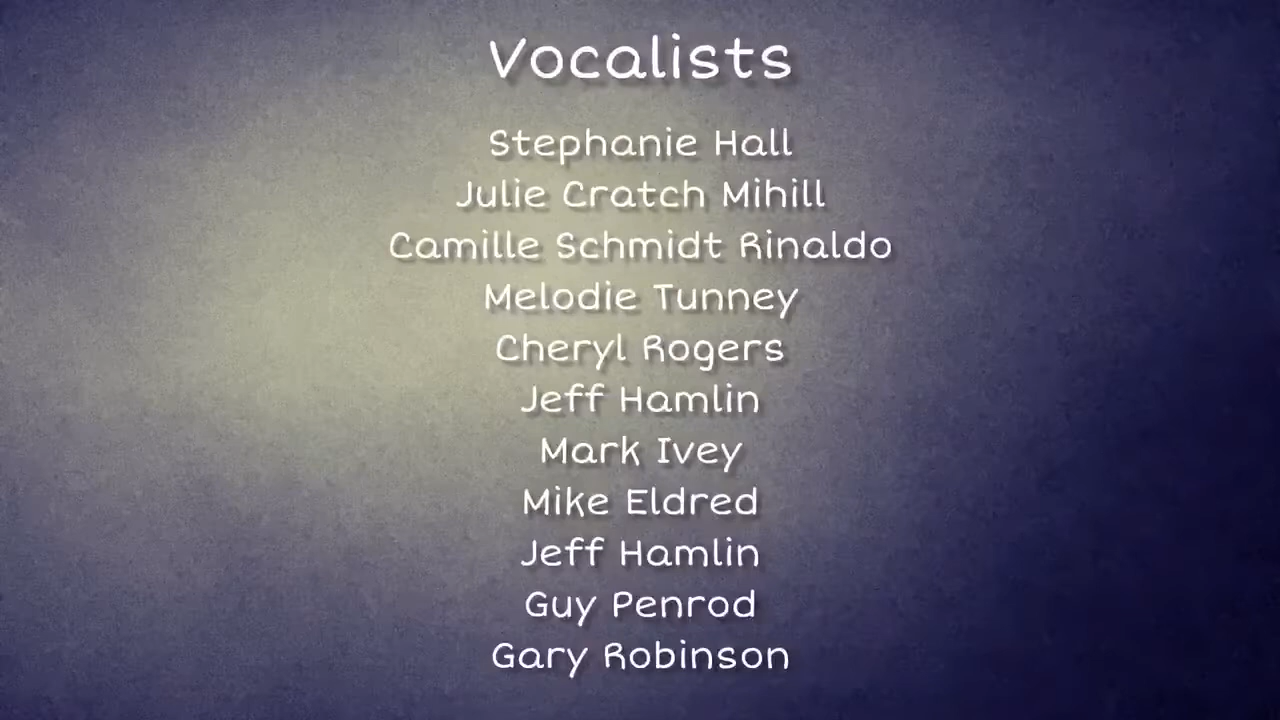 Vocalists
Stephanie Hall
Julie Cratch Mihill
Camille Schmidt Rinaldo
Melodie Tunney
Cheryl Rogers
Jeff Hamlin
Mark Ivey
Mike Eldred
Jeff Hamlin
Guy Penrod
Gary Robinson